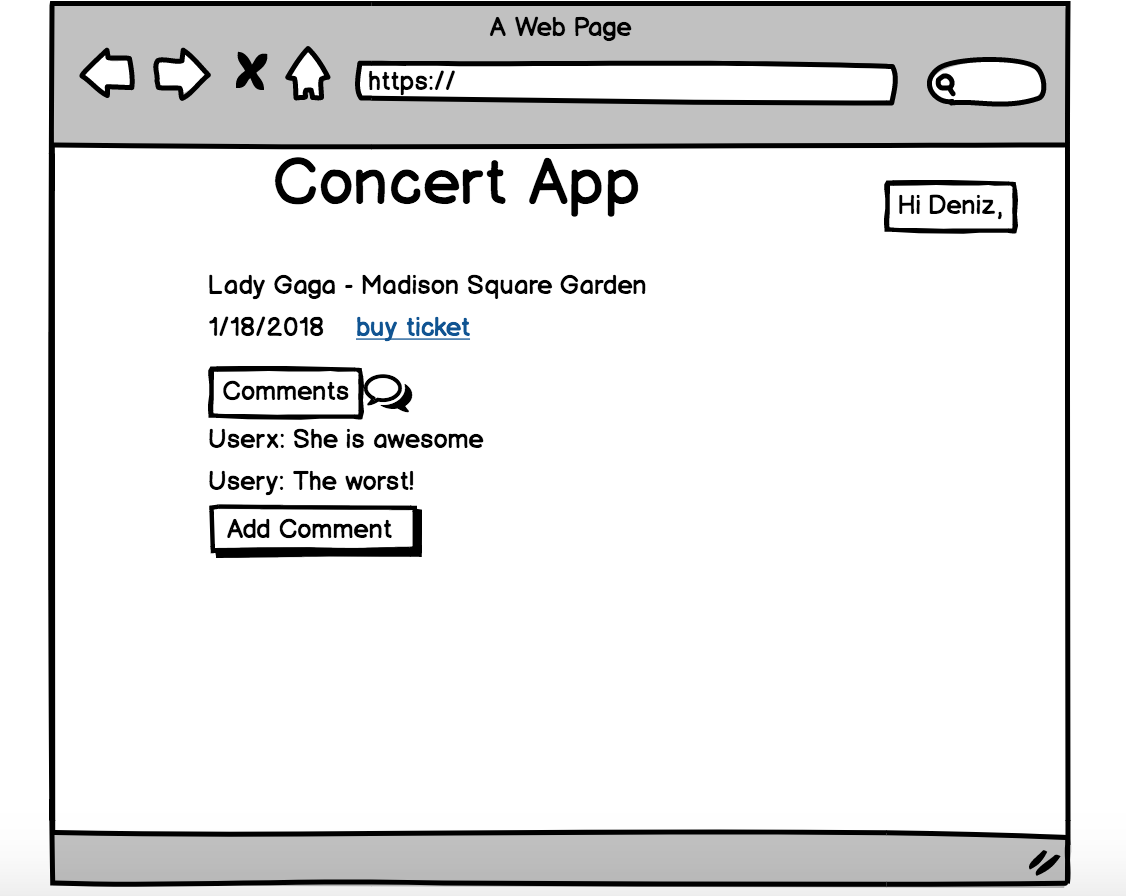 A Web Page
https://
Concert App
Hi Deniz,
Lady Gaga - Madison Square Garden
1/18/2018 buy ticket
Comments
Userx: She is awesome
Usery: The worst!
Add Comment